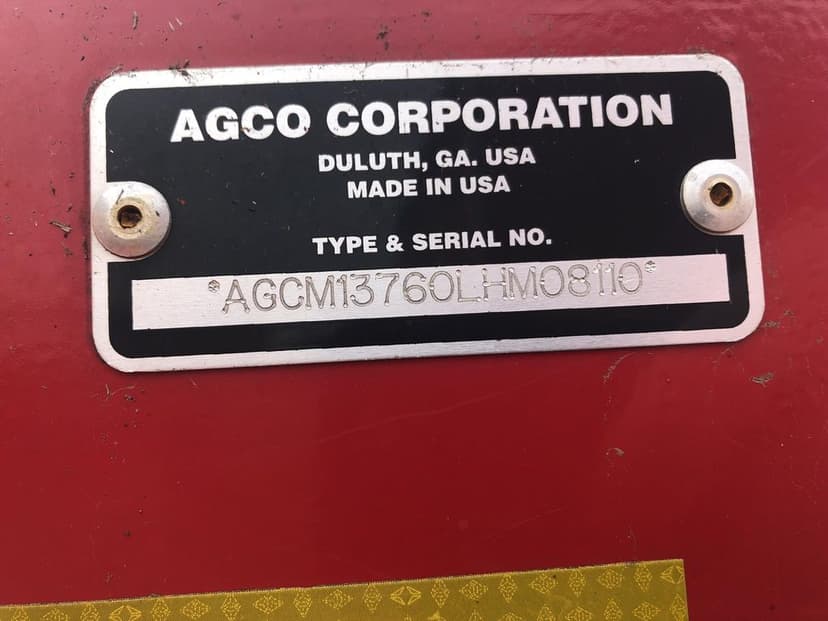 AGCO CORPORATION
DULUTH, GA. USA
MADE IN USA
TYPE & SERIAL NO.
*AGCM13760LHM08110*